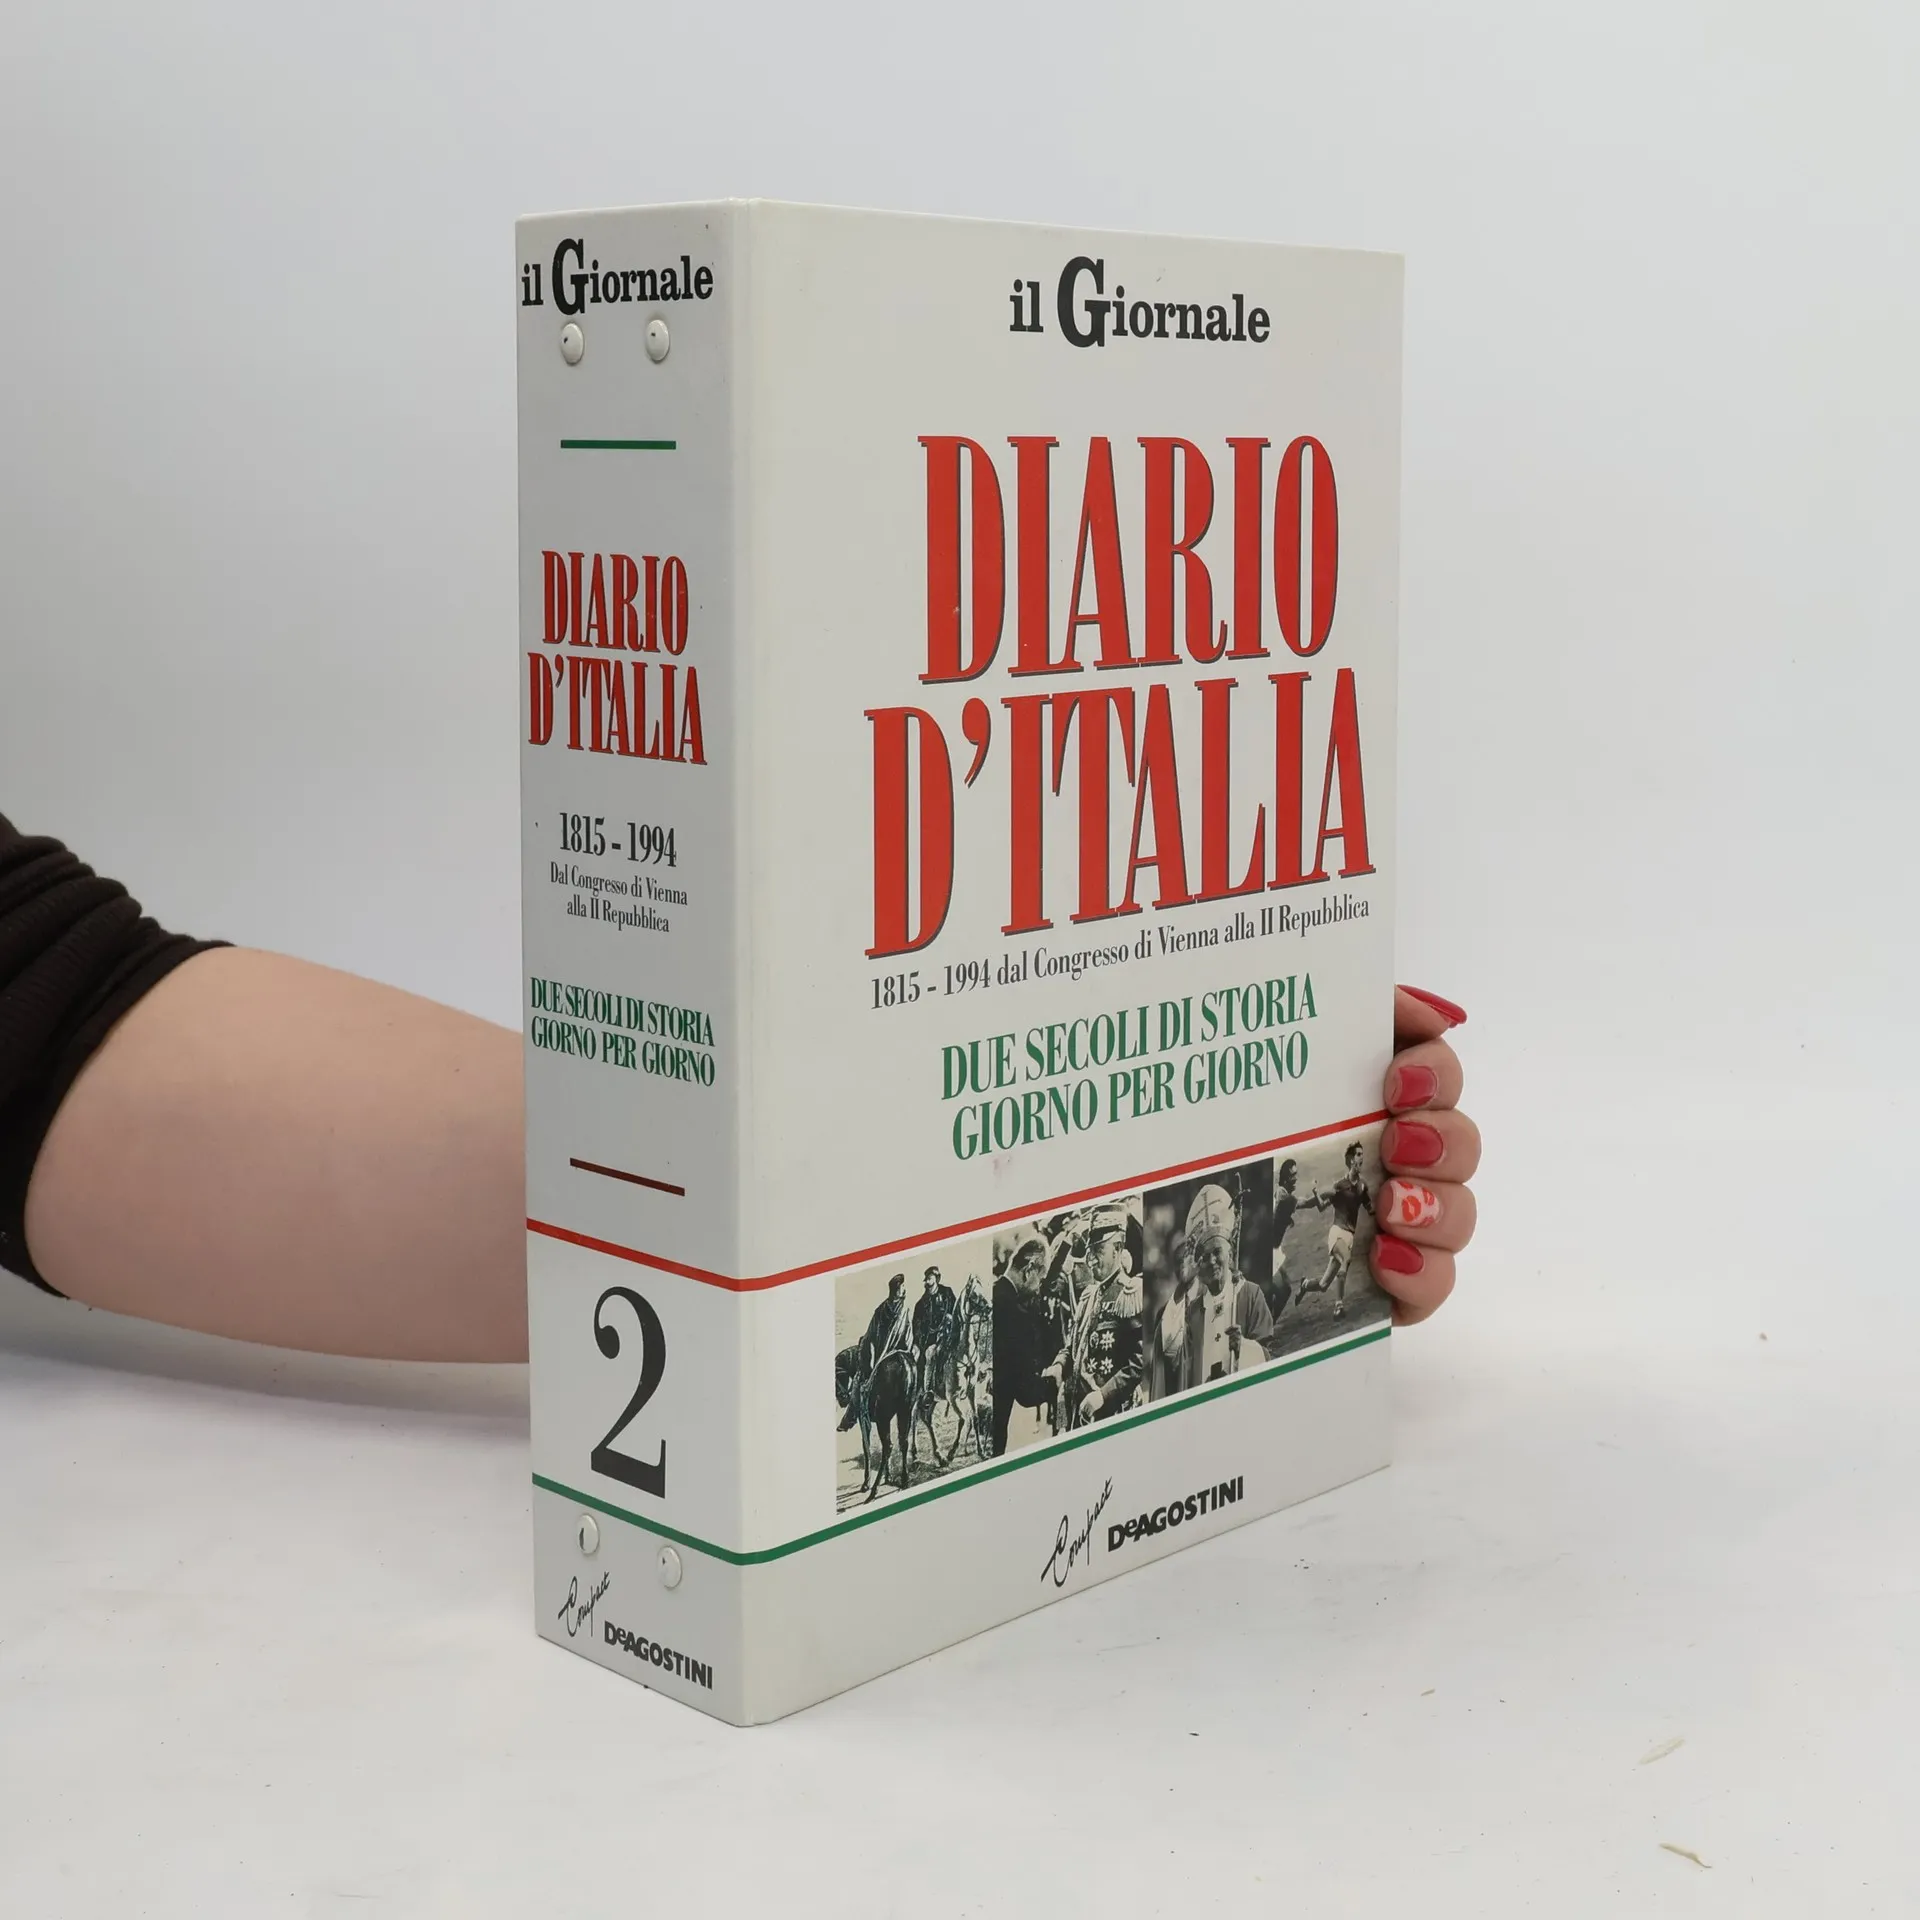 il Giornale
DIARIO
D'ITALIA
1815 - 1994
Dal Congresso di Vienna
alla II Repubblica
DUE SECOLI DI STORIA
GIORNO PER GIORNO
2
Compact
DeAGOSTINI
il Giornale
DIARIO
D'ITALIA
1815 - 1994 dal Congresso di Vienna alla II Repubblica
DUE SECOLI DI STORIA
GIORNO PER GIORNO
Compact DeAGOSTINI